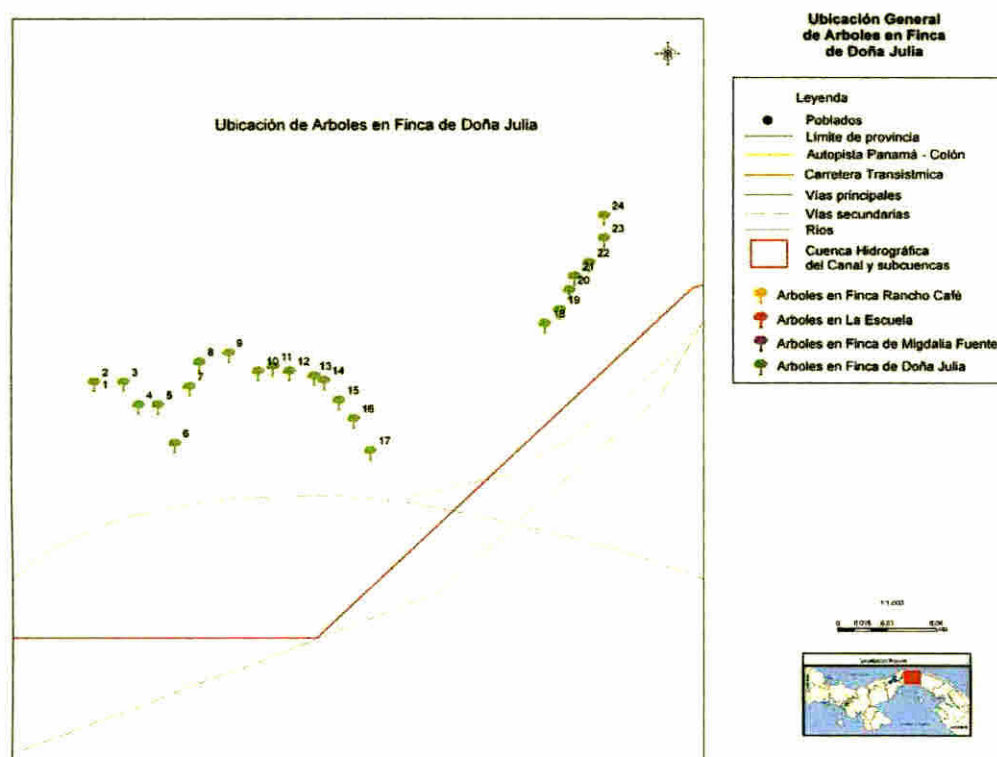 Ubicación General
de Arboles en Finca
de Doña Julia
Ubicación de Arboles en Finca de Doña Julia
Leyenda
Poblados
Límite de provincia
Autopista Panamá - Colón
Carretera Transístmica
Vías principales
Vías secundarias
Ríos
Cuenca Hidrográfica
del Canal y subcuencas
Arboles en Finca Rancho Café
Arboles en La Escuela
Arboles en Finca de Migdalia Fuente
Arboles en Finca de Doña Julia
24
23
22
21
20
19
18
9
8
10
11
12
13
14
2
1
3
7
4
5
15
16
6
17